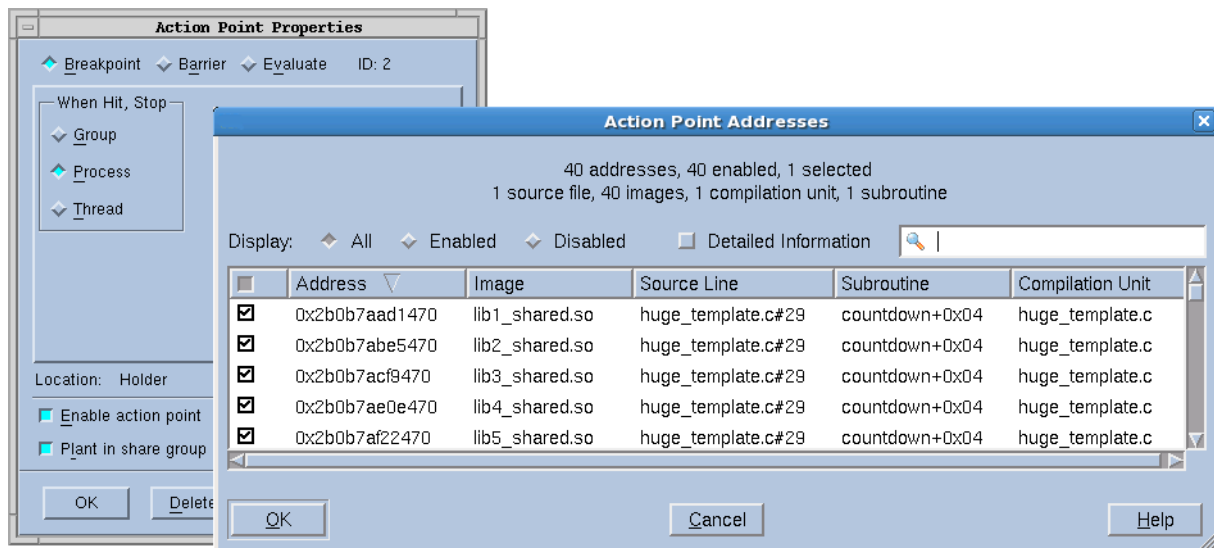 Action Point Properties
Breakpoint Barrier Evaluate ID: 2
When Hit, Stop
Group
Process
Thread
Location: Holder
Enable action point
Plant in share group
OK Delete
Action Point Addresses
40 addresses, 40 enabled, 1 selected
1 source file, 40 images, 1 compilation unit, 1 subroutine
Display: All Enabled Disabled Detailed Information
Address Image Source Line Subroutine Compilation Unit
0x2b0b7aad1470 lib1_shared.so huge_template.c#29 countdown+0x04 huge_template.c
0x2b0b7abe5470 lib2_shared.so huge_template.c#29 countdown+0x04 huge_template.c
0x2b0b7acf9470 lib3_shared.so huge_template.c#29 countdown+0x04 huge_template.c
0x2b0b7ae0e470 lib4_shared.so huge_template.c#29 countdown+0x04 huge_template.c
0x2b0b7af22470 lib5_shared.so huge_template.c#29 countdown+0x04 huge_template.c
OK Cancel Help